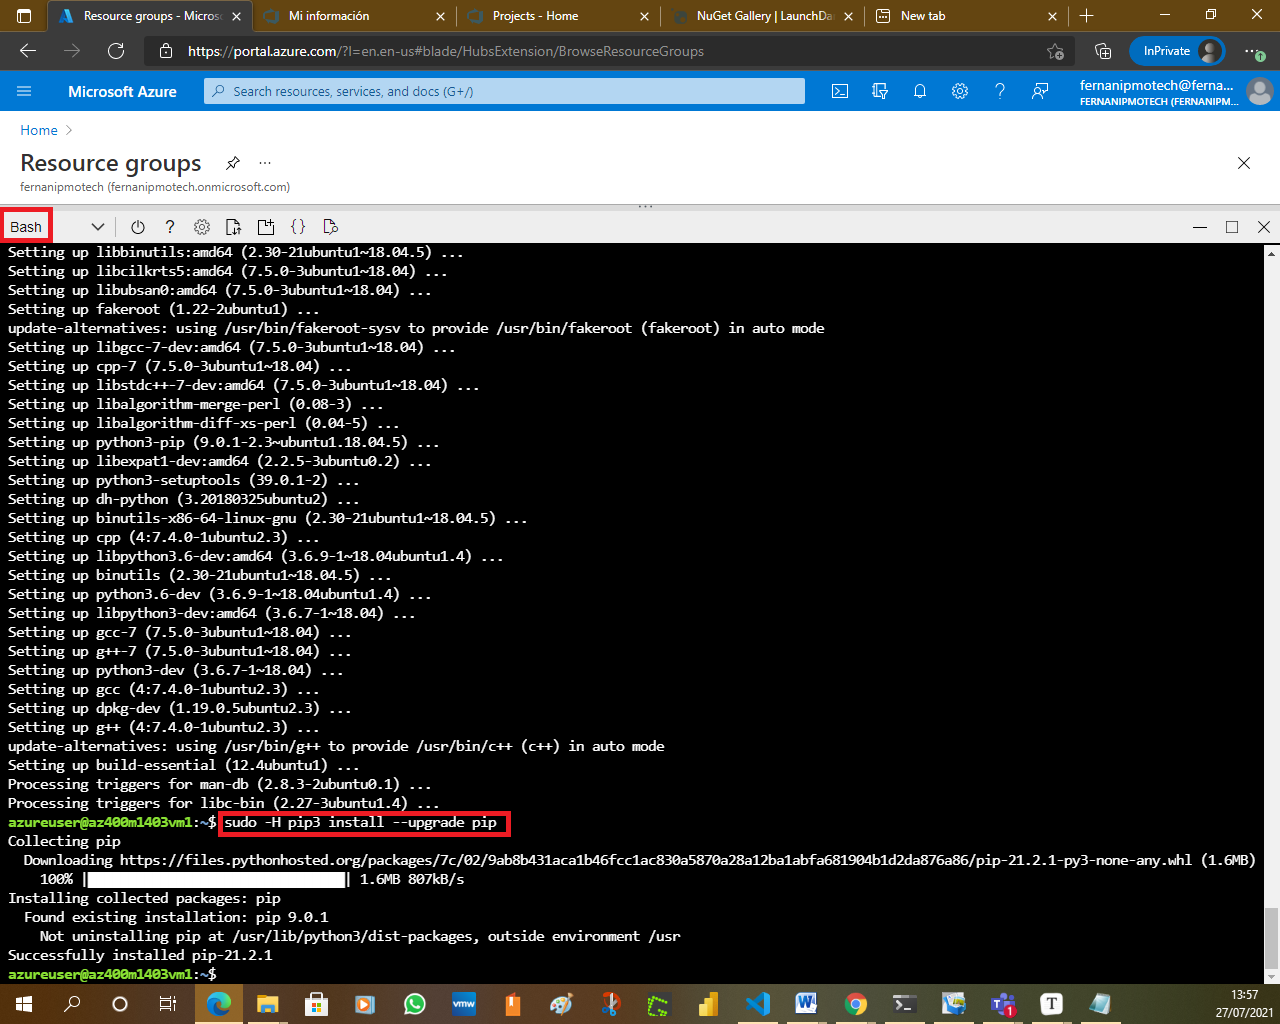 Resource groups - Micros
Mi información
Projects - Home
NuGet Gallery | LaunchDa
New tab
https://portal.azure.com/?l=en.en-us#blade/HubsExtension/BrowseResourceGroups
InPrivate
Microsoft Azure
Search resources, services, and docs (G+/)
fernanipmotech@ferna...
FERNANIPMOTECH (FERNANIPM...
Home
Resource groups
fernanipmotech (fernanipmotech.onmicrosoft.com)
Bash
Setting up libbinutils:amd64 (2.30-21ubuntu1~18.04.5) ...
Setting up libcilkrts5:amd64 (7.5.0-3ubuntu1~18.04) ...
Setting up libubsan0:amd64 (7.5.0-3ubuntu1~18.04) ...
Setting up fakeroot (1.22-2ubuntu1) ...
update-alternatives: using /usr/bin/fakeroot-sysv to provide /usr/bin/fakeroot (fakeroot) in auto mode
Setting up libgcc-7-dev:amd64 (7.5.0-3ubuntu1~18.04) ...
Setting up cpp-7 (7.5.0-3ubuntu1~18.04) ...
Setting up libstdc++-7-dev:amd64 (7.5.0-3ubuntu1~18.04) ...
Setting up libalgorithm-merge-perl (0.08-3) ...
Setting up libalgorithm-diff-xs-perl (0.04-5) ...
Setting up python3-pip (9.0.1-2.3~ubuntu1.18.04.5) ...
Setting up libexpat1-dev:amd64 (2.2.5-3ubuntu0.2) ...
Setting up python3-setuptools (39.0.1-2) ...
Setting up dh-python (3.20180325ubuntu2) ...
Setting up binutils-x86-64-linux-gnu (2.30-21ubuntu1~18.04.5) ...
Setting up cpp (4:7.4.0-1ubuntu2.3) ...
Setting up libpython3.6-dev:amd64 (3.6.9-1~18.04ubuntu1.4) ...
Setting up binutils (2.30-21ubuntu1~18.04.5) ...
Setting up python3.6-dev (3.6.9-1~18.04ubuntu1.4) ...
Setting up libpython3-dev:amd64 (3.6.7-1~18.04) ...
Setting up gcc-7 (7.5.0-3ubuntu1~18.04) ...
Setting up g++-7 (7.5.0-3ubuntu1~18.04) ...
Setting up python3-dev (3.6.7-1~18.04) ...
Setting up gcc (4:7.4.0-1ubuntu2.3) ...
Setting up dpkg-dev (1.19.0.5ubuntu2.3) ...
Setting up g++ (4:7.4.0-1ubuntu2.3) ...
update-alternatives: using /usr/bin/g++ to provide /usr/bin/c++ (c++) in auto mode
Setting up build-essential (12.4ubuntu1) ...
Processing triggers for man-db (2.8.3-2ubuntu0.1) ...
Processing triggers for libc-bin (2.27-3ubuntu1.4) ...
azureuser@az400m1403vm1:~$ sudo -H pip3 install --upgrade pip
Collecting pip
Downloading https://files.pythonhosted.org/packages/7c/02/9ab8b431aca1b46fcc1ac830a5870a28a12ba1abfa681904b1d2da876a86/pip-21.2.1-py3-none-any.whl (1.6MB)
100% | | 1.6MB 807kB/s
Installing collected packages: pip
Found existing installation: pip 9.0.1
Not uninstalling pip at /usr/lib/python3/dist-packages, outside environment /usr
Successfully installed pip-21.2.1
azureuser@az400m1403vm1:~$
vmw
13:57
27/07/2021